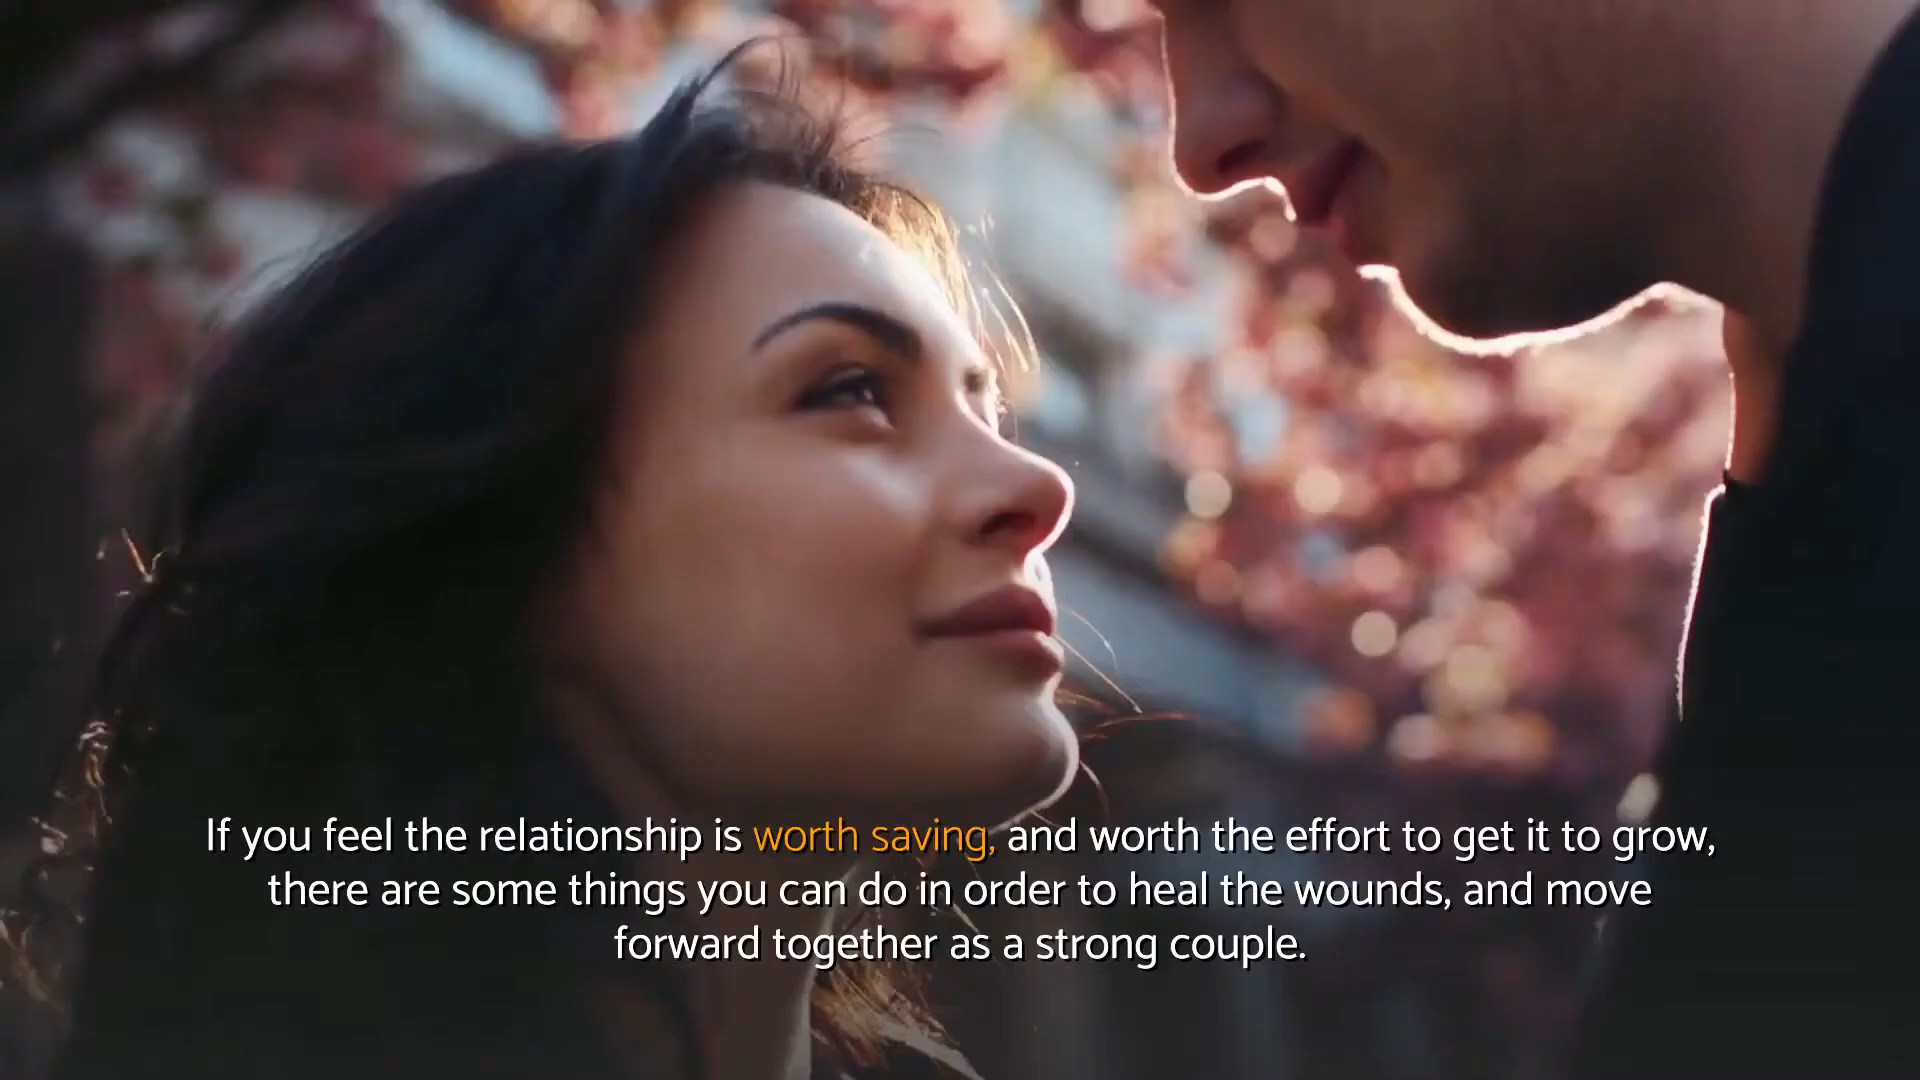 If you feel the relationship is worth saving, and worth the effort to get it to grow,
there are some things you can do in order to heal the wounds, and move
forward together as a strong couple.